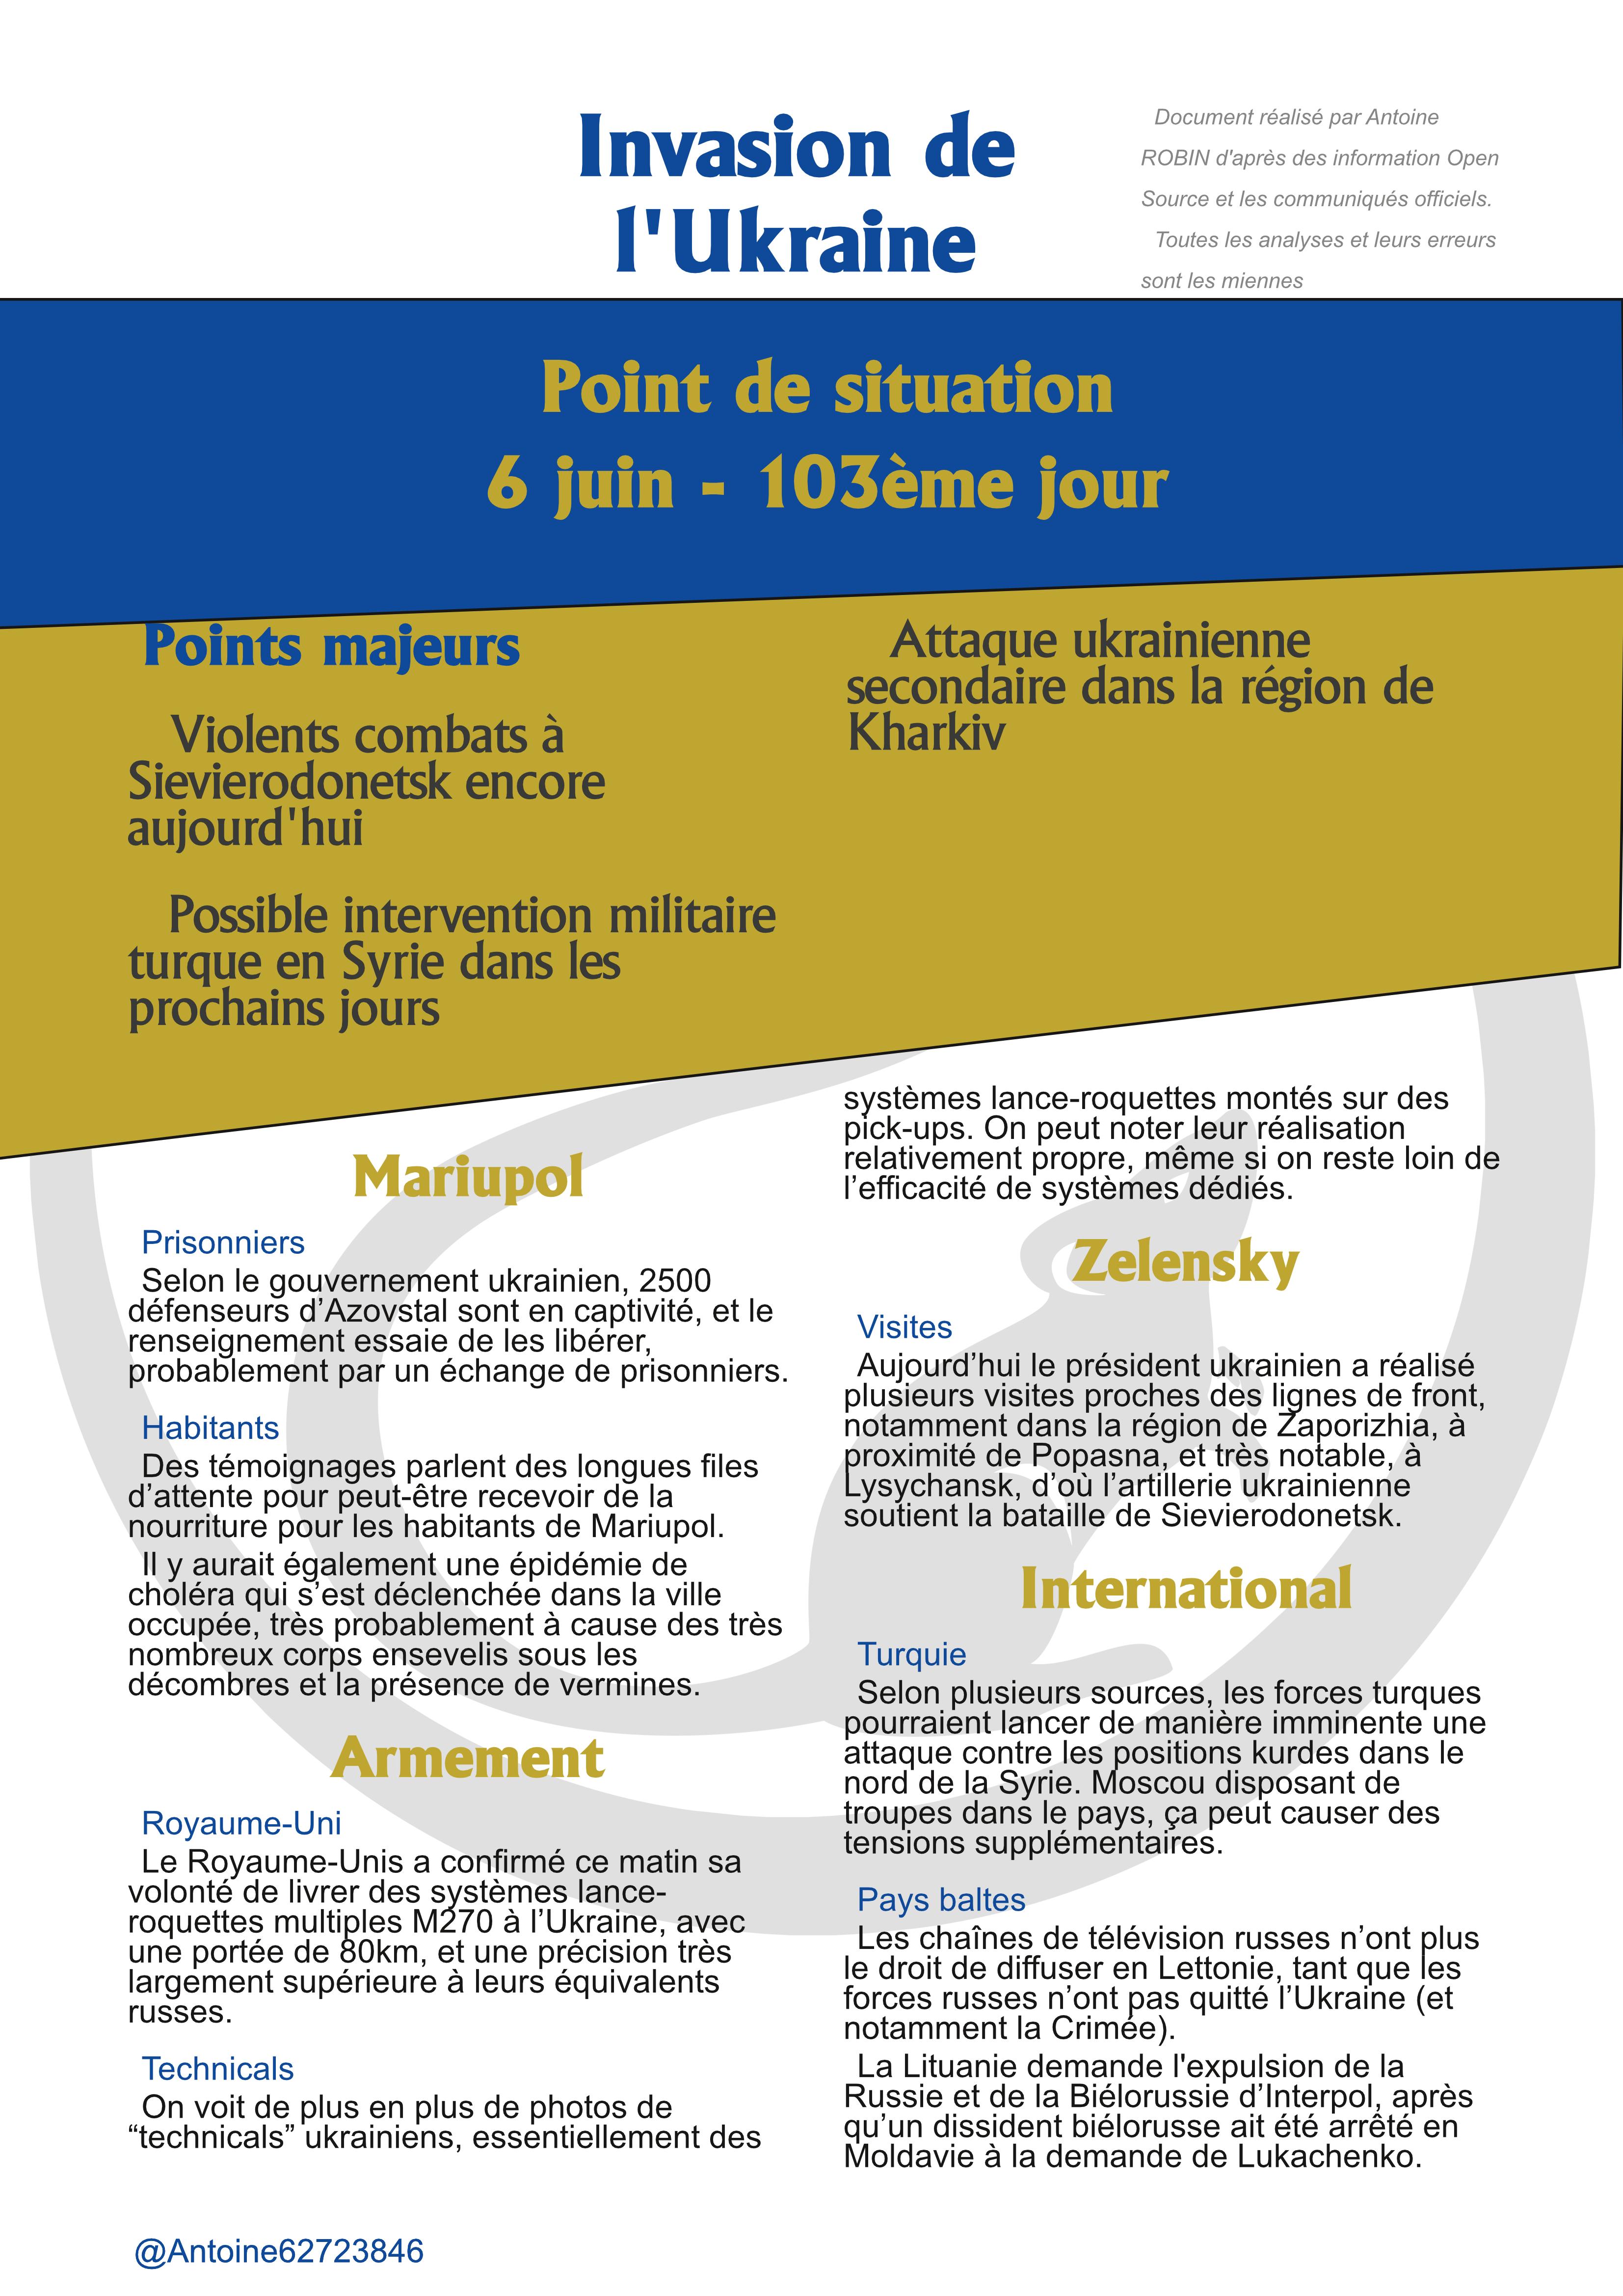 Invasion de
l'Ukraine
Document réalisé par Antoine
ROBIN d'après des information Open
Source et les communiqués officiels.
Toutes les analyses et leurs erreurs
sont les miennes
Point de situation
6 juin - 103ème jour
Points majeurs
Violents combats à
Sievierodonetsk encore
aujourd'hui
Possible intervention militaire
turque en Syrie dans les
prochains jours
Attaque ukrainienne
secondaire dans la région de
Kharkiv
Mariupol
Prisonniers
Selon le gouvernement ukrainien, 2500
défenseurs d’Azovstal sont en captivité, et le
renseignement essaie de les libérer,
probablement par un échange de prisonniers.
Habitants
Des témoignages parlent des longues files
d’attente pour peut-être recevoir de la
nourriture pour les habitants de Mariupol.
Il y aurait également une épidémie de
choléra qui s’est déclenchée dans la ville
occupée, très probablement à cause des très
nombreux corps ensevelis sous les
décombres et la présence de vermines.
Armement
Royaume-Uni
Le Royaume-Unis a confirmé ce matin sa
volonté de livrer des systèmes lance-
roquettes multiples M270 à l’Ukraine, avec
une portée de 80km, et une précision très
largement supérieure à leurs équivalents
russes.
Technicals
On voit de plus en plus de photos de
“technicals” ukrainiens, essentiellement des
systèmes lance-roquettes montés sur des
pick-ups. On peut noter leur réalisation
relativement propre, même si on reste loin de
l’efficacité de systèmes dédiés.
Zelensky
Visites
Aujourd’hui le président ukrainien a réalisé
plusieurs visites proches des lignes de front,
notamment dans la région de Zaporizhia, à
proximité de Popasna, et très notable, à
Lysychansk, d’où l’artillerie ukrainienne
soutient la bataille de Sievierodonetsk.
International
Turquie
Selon plusieurs sources, les forces turques
pourraient lancer de manière imminente une
attaque contre les positions kurdes dans le
nord de la Syrie. Moscou disposant de
troupes dans le pays, ça peut causer des
tensions supplémentaires.
Pays baltes
Les chaînes de télévision russes n’ont plus
le droit de diffuser en Lettonie, tant que les
forces russes n’ont pas quitté l’Ukraine (et
notamment la Crimée).
La Lituanie demande l'expulsion de la
Russie et de la Biélorussie d’Interpol, après
qu’un dissident biélorusse ait été arrêté en
Moldavie à la demande de Lukachenko.
@Antoine62723846